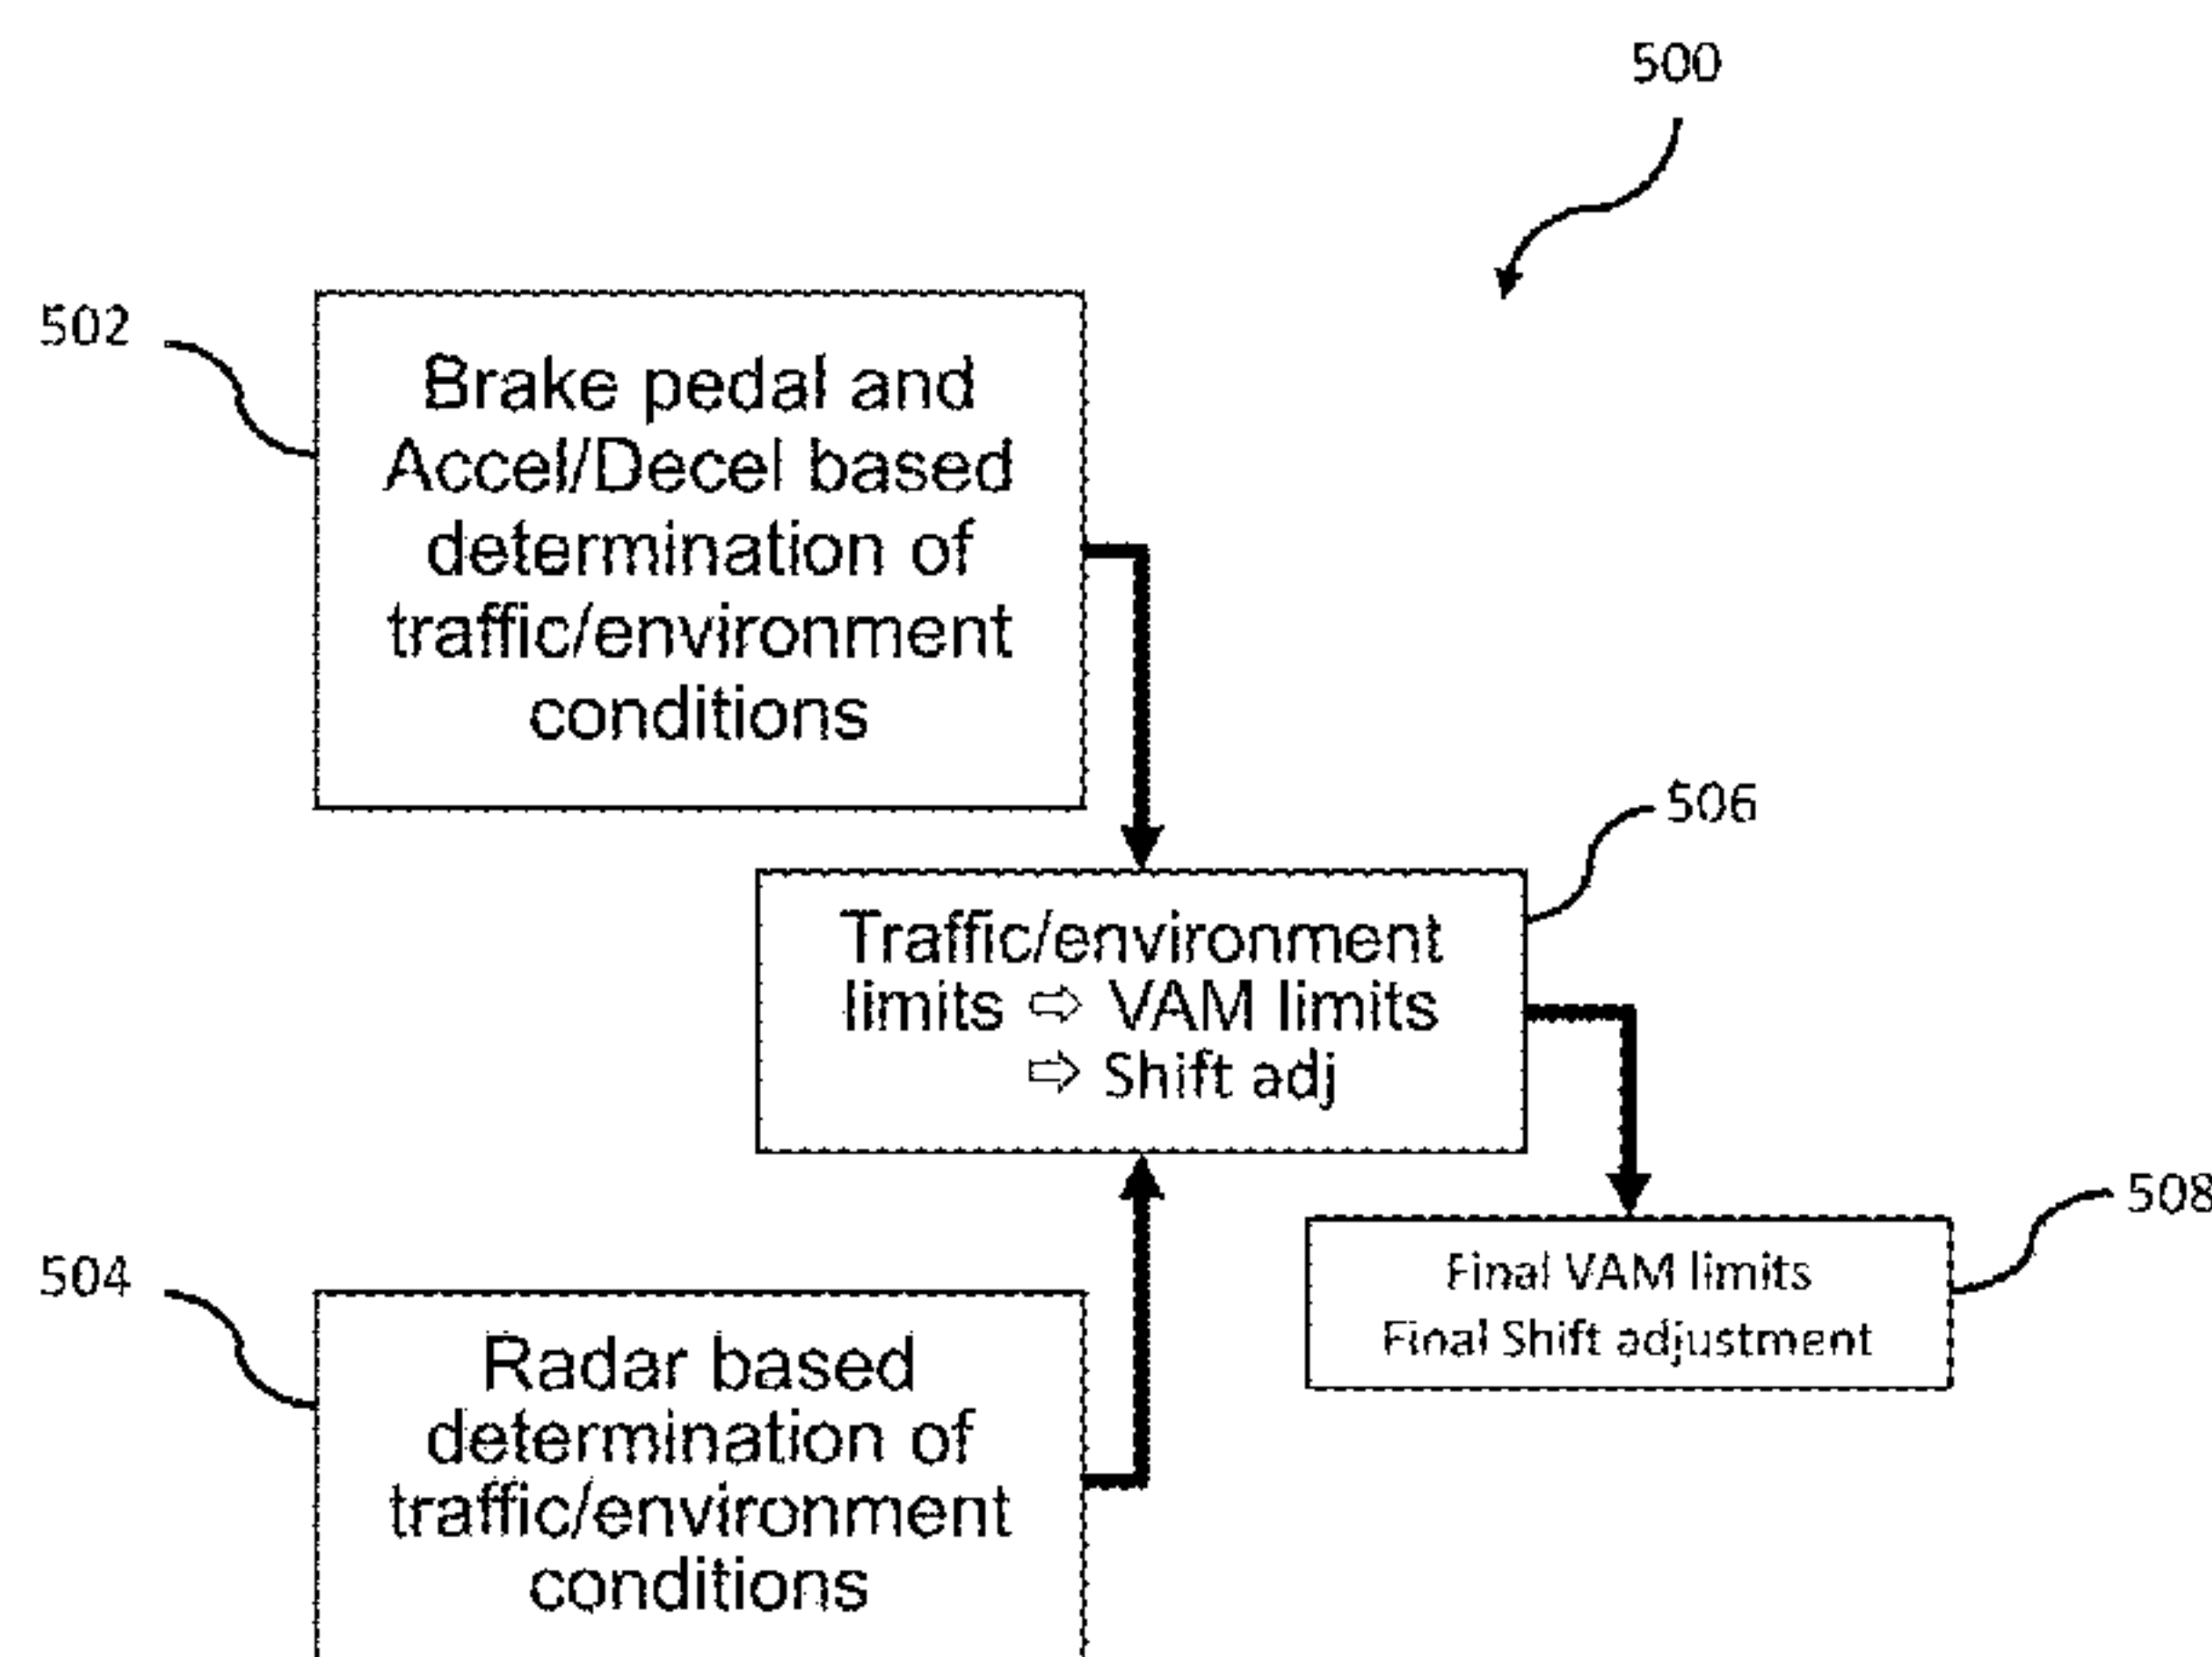 500
502
Brake pedal and
Accel/Decel based
determination of
traffic/environment
conditions
506
Traffic/environment
limits ⇨ VAM limits
⇨ Shift adj
508
Final VAM limits
Final Shift adjustment
504
Radar based
determination of
traffic/environment
conditions